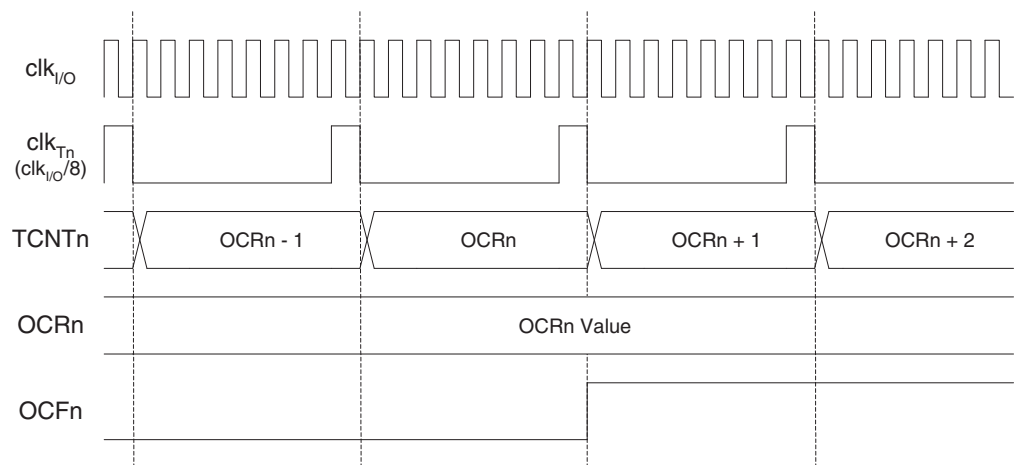 clkI/O
clkTn
(clkI/O/8)
TCNTn
OCRn - 1
OCRn
OCRn + 1
OCRn + 2
OCRn
OCRn Value
OCFn